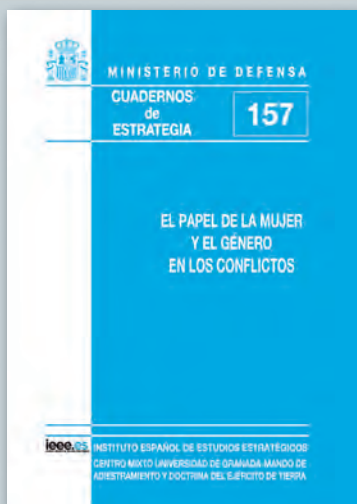 MINISTERIO DE DEFENSA
CUADERNOS
de
ESTRATEGIA
157
EL PAPEL DE LA MUJER
Y EL GÉNERO
EN LOS CONFLICTOS
ieee.es
INSTITUTO ESPAÑOL DE ESTUDIOS ESTRATÉGICOS
CENTRO MIXTO UNIVERSIDAD DE GRANADA-MANDO DE
ADIESTRAMIENTO Y DOCTRINA DEL EJÉRCITO DE TIERRA